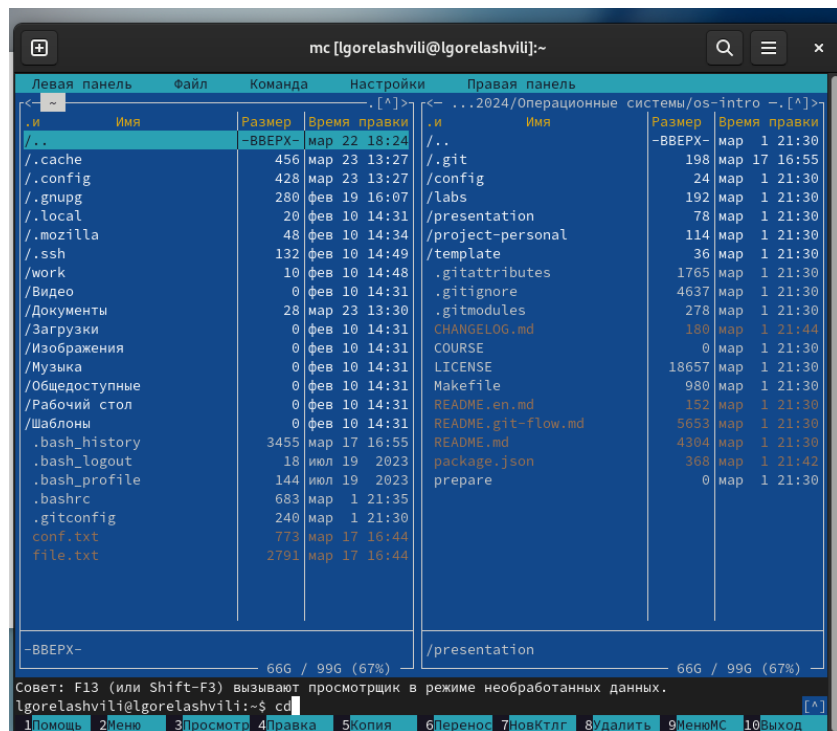 mc [lgorelashvili@lgorelashvili]:~
Левая панель Файл Команда Настройки Правая панель
<─ ~ ─.[^]>
.и Имя Размер Время правки
/.. -ВВЕРХ- мар 22 18:24
/.cache 456 мар 23 13:27
/.config 428 мар 23 13:27
/.gnupg 280 фев 19 16:07
/.local 20 фев 10 14:31
/.mozilla 48 фев 10 14:34
/.ssh 132 фев 10 14:49
/work 10 фев 10 14:48
/Видео 0 фев 10 14:31
/Документы 28 мар 23 13:30
/Загрузки 0 фев 10 14:31
/Изображения 0 фев 10 14:31
/Музыка 0 фев 10 14:31
/Общедоступные 0 фев 10 14:31
/Рабочий стол 0 фев 10 14:31
/Шаблоны 0 фев 10 14:31
.bash_history 3455 мар 17 16:55
.bash_logout 18 июл 19 2023
.bash_profile 144 июл 19 2023
.bashrc 683 мар 1 21:35
.gitconfig 240 мар 1 21:30
conf.txt 773 мар 17 16:44
file.txt 2791 мар 17 16:44
-ВВЕРХ-
66G / 99G (67%)
<─ ...2024/Операционные системы/os-intro ─.[^]>
.и Имя Размер Время правки
/.. -ВВЕРХ- мар 1 21:30
/.git 198 мар 17 16:55
/config 24 мар 1 21:30
/labs 192 мар 1 21:30
/presentation 78 мар 1 21:30
/project-personal 114 мар 1 21:30
/template 36 мар 1 21:30
.gitattributes 1765 мар 1 21:30
.gitignore 4637 мар 1 21:30
.gitmodules 278 мар 1 21:30
CHANGELOG.md 180 мар 1 21:44
COURSE 0 мар 1 21:30
LICENSE 18657 мар 1 21:30
Makefile 980 мар 1 21:30
README.en.md 152 мар 1 21:30
README.git-flow.md 5653 мар 1 21:30
README.md 4304 мар 1 21:30
package.json 368 мар 1 21:42
prepare 0 мар 1 21:30
/presentation
66G / 99G (67%)
Совет: F13 (или Shift-F3) вызывают просмотрщик в режиме необработанных данных.
lgorelashvili@lgorelashvili:~$ cd [^]
1Помощь 2Меню 3Просмотр 4Правка 5Копия 6Перенос 7НовКтлг 8Удалить 9МенюМС 10Выход